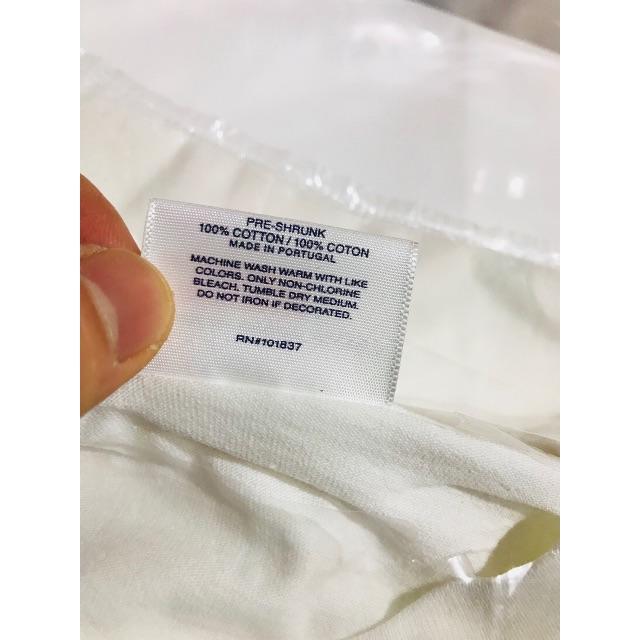 PRE-SHRUNK
100% COTTON / 100% COTON
MADE IN PORTUGAL
MACHINE WASH WARM WITH LIKE
COLORS. ONLY NON-CHLORINE
BLEACH. TUMBLE DRY MEDIUM.
DO NOT IRON IF DECORATED.
RN#101837